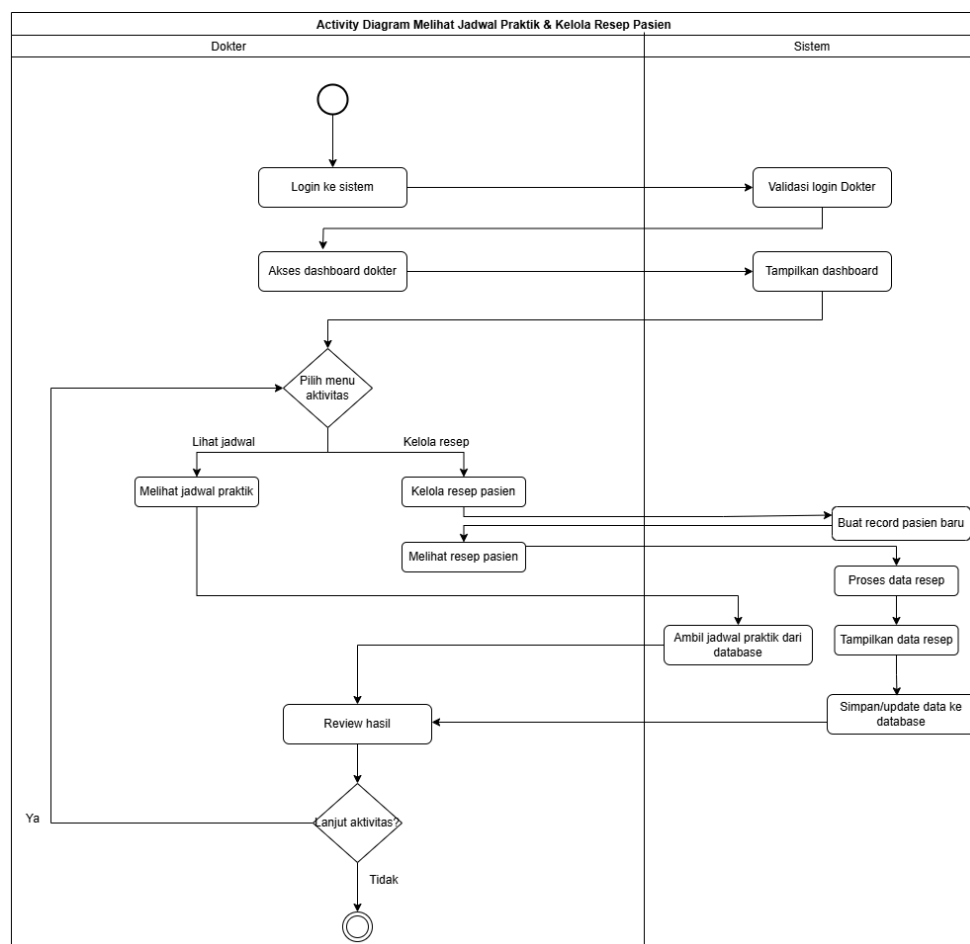 Activity Diagram Melihat Jadwal Praktik & Kelola Resep Pasien
Dokter
Sistem
Login ke sistem
Validasi login Dokter
Akses dashboard dokter
Tampilkan dashboard
Pilih menu
aktivitas
Lihat jadwal
Kelola resep
Melihat jadwal praktik
Kelola resep pasien
Buat record pasien baru
Melihat resep pasien
Proses data resep
Ambil jadwal praktik dari
database
Tampilkan data resep
Simpan/update data ke
database
Review hasil
Ya
Lanjut aktivitas?
Tidak